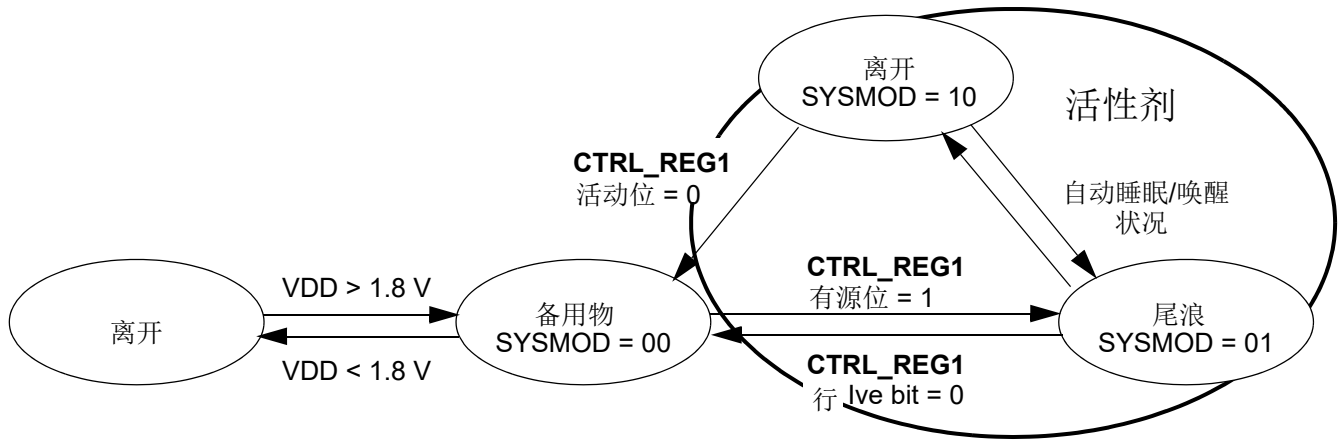 离开
SYSMOD = 10
活性剂
CTRL_REG1
活动位 = 0
自动睡眠/唤醒
状况
VDD > 1.8 V
CTRL_REG1
有源位 = 1
离开
备用物
SYSMOD = 00
尾浪
SYSMOD = 01
VDD < 1.8 V
CTRL_REG1
行 Ive bit = 0